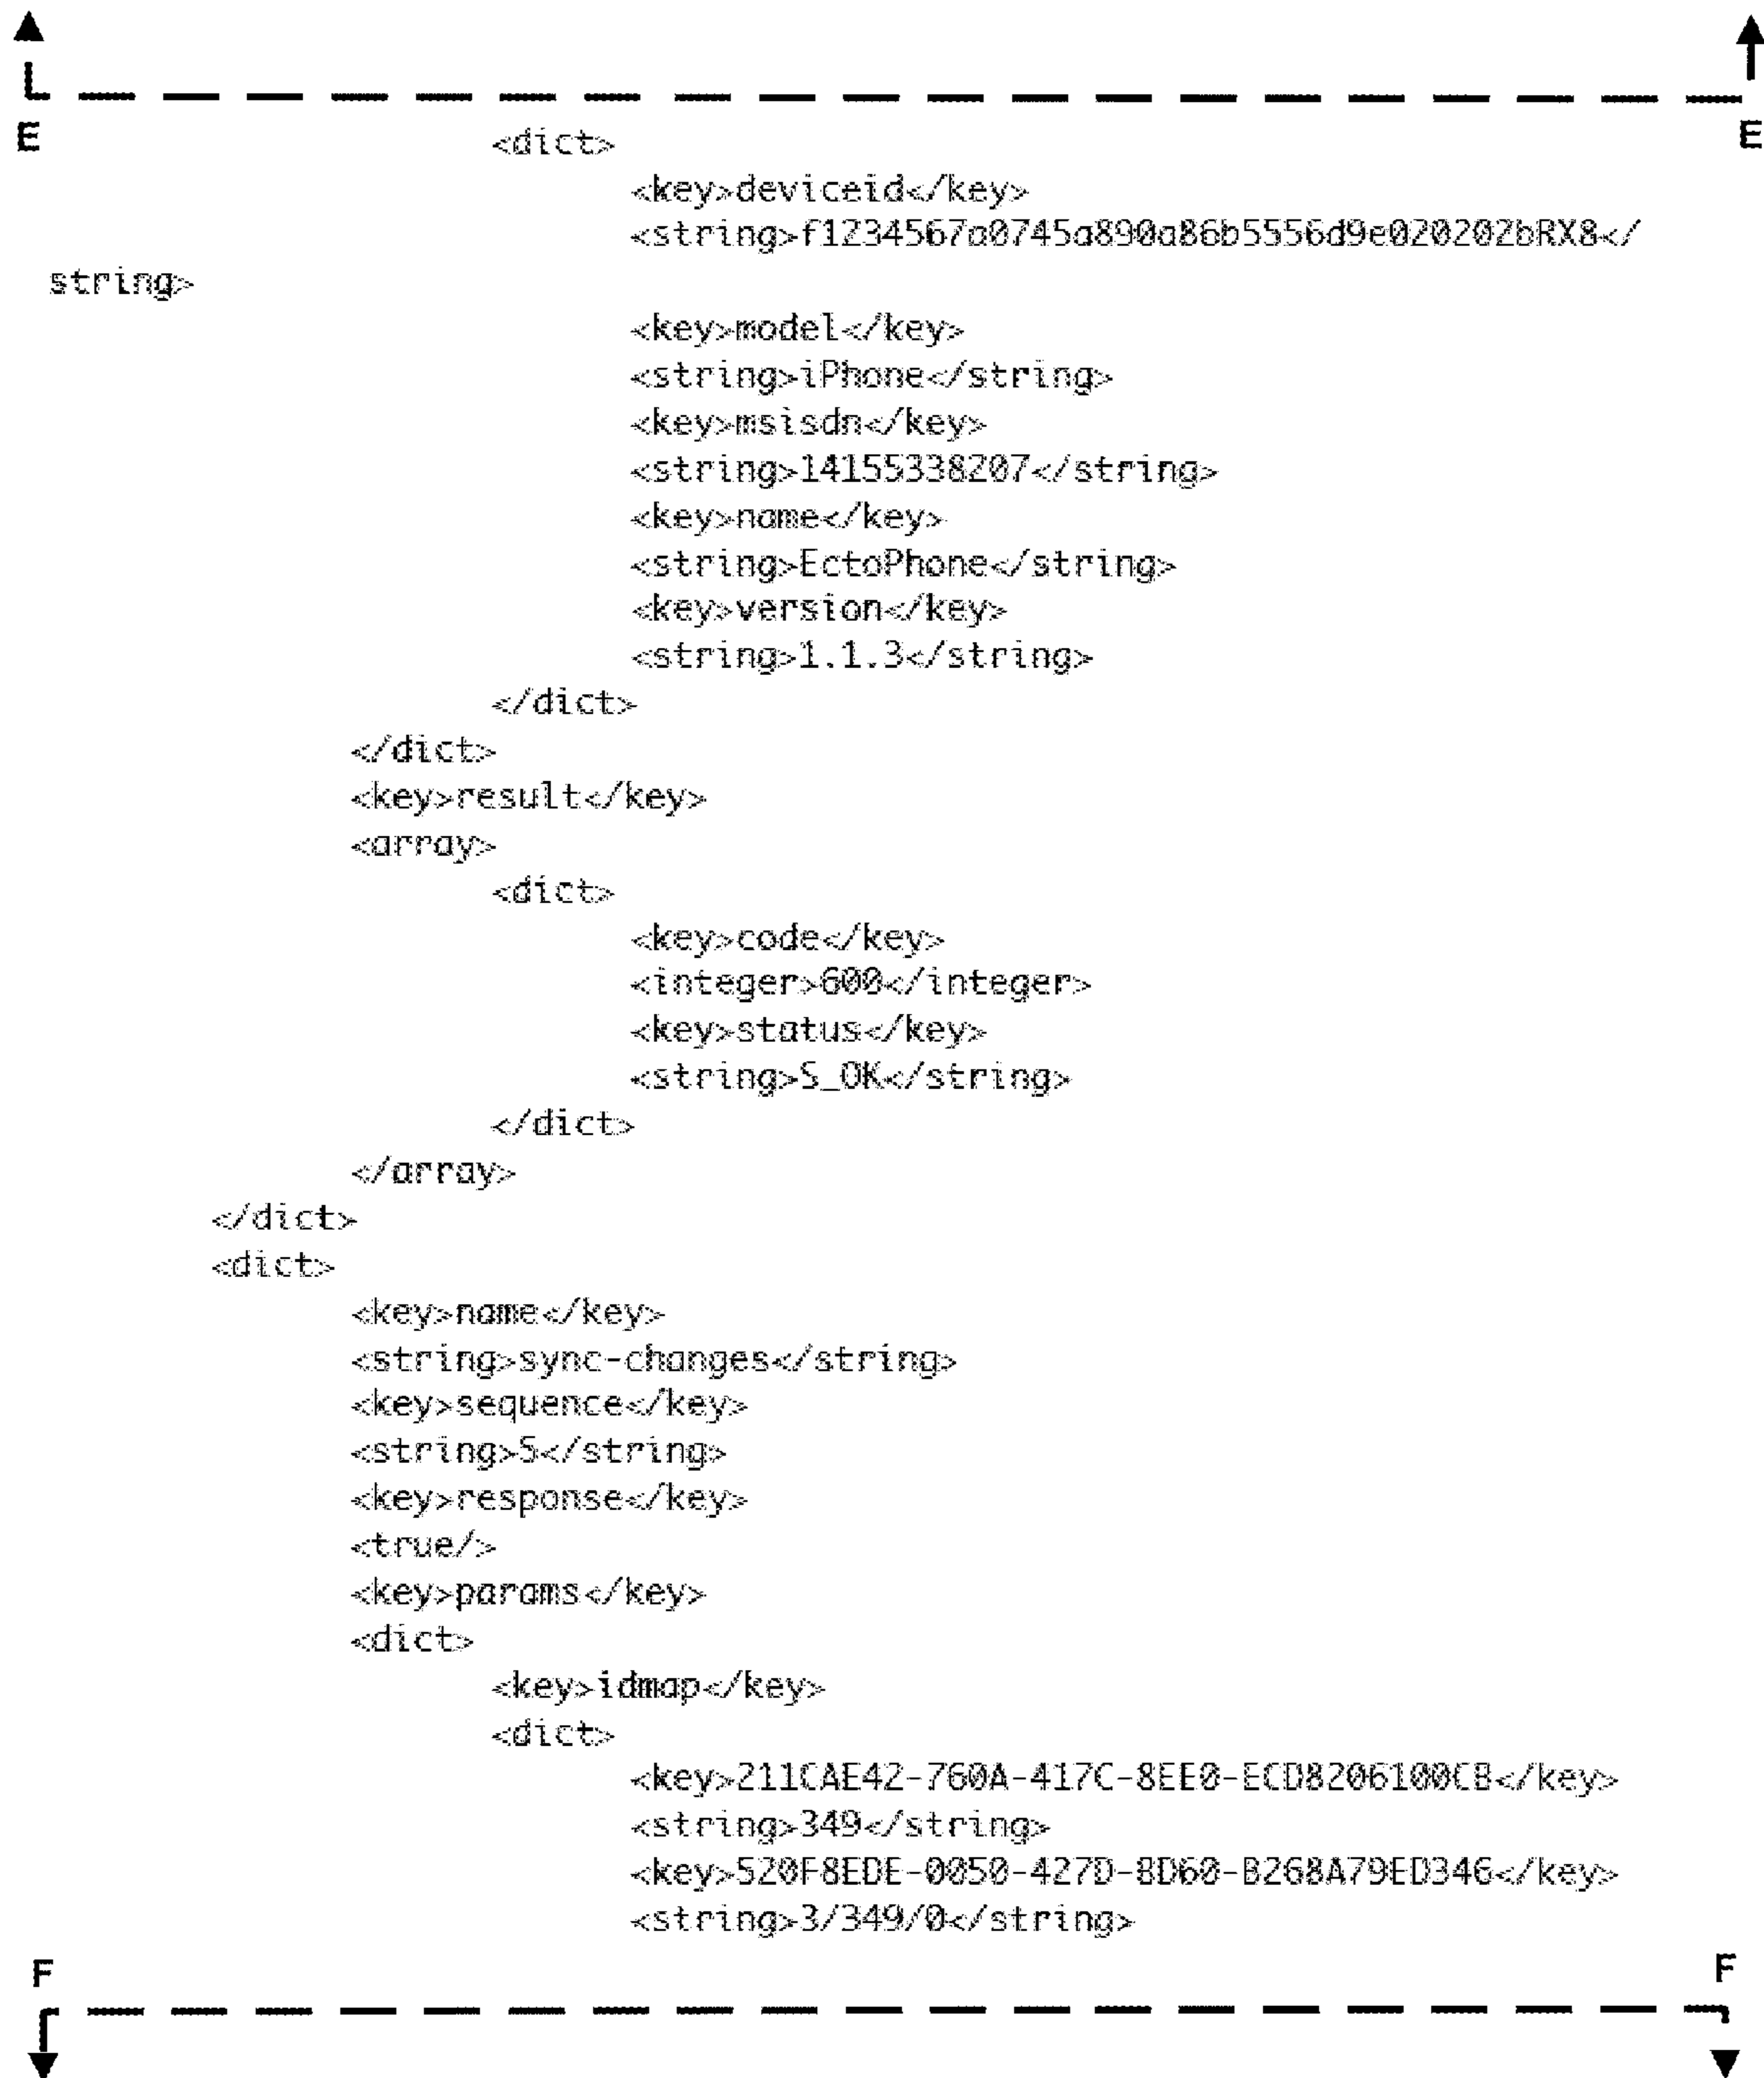 E E
<dict>
<key>deviceid</key>
<string>f1234567a0745a890a86b5556d9e020202bRX8</
string>
<key>model</key>
<string>iPhone</string>
<key>msisdn</key>
<string>14155338207</string>
<key>name</key>
<string>EctoPhone</string>
<key>version</key>
<string>1.1.3</string>
</dict>
</dict>
<key>result</key>
<array>
<dict>
<key>code</key>
<integer>600</integer>
<key>status</key>
<string>S_OK</string>
</dict>
</array>
</dict>
<dict>
<key>name</key>
<string>sync-changes</string>
<key>sequence</key>
<string>5</string>
<key>response</key>
<true/>
<key>params</key>
<dict>
<key>idmap</key>
<dict>
<key>211CAE42-760A-417C-8EE0-ECD8206100CB</key>
<string>349</string>
<key>520F8EDE-0050-427D-8D60-B268A79ED346</key>
<string>3/349/0</string>
F F